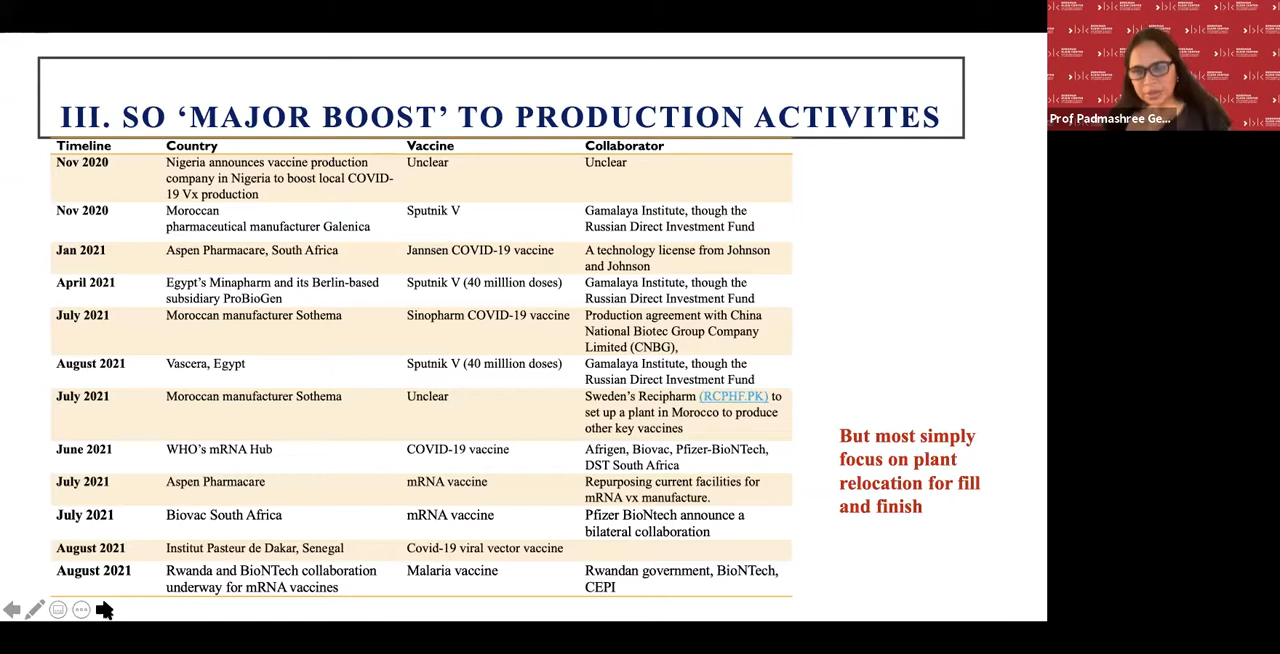 III. SO ‘MAJOR BOOST’ TO PRODUCTION ACTIVITES
Timeline Country Vaccine Collaborator
Nov 2020 Nigeria announces vaccine production Unclear Unclear
company in Nigeria to boost local COVID-
19 Vx production
Nov 2020 Moroccan Sputnik V Gamalaya Institute, though the
pharmaceutical manufacturer Galenica Russian Direct Investment Fund
Jan 2021 Aspen Pharmacare, South Africa Jannsen COVID-19 vaccine A technology license from Johnson
and Johnson
April 2021 Egypt’s Minapharm and its Berlin-based Sputnik V (40 milllion doses) Gamalaya Institute, though the
subsidiary ProBioGen Russian Direct Investment Fund
July 2021 Moroccan manufacturer Sothema Sinopharm COVID-19 vaccine Production agreement with China
National Biotec Group Company
Limited (CNBG),
August 2021 Vascera, Egypt Sputnik V (40 milllion doses) Gamalaya Institute, though the
Russian Direct Investment Fund
July 2021 Moroccan manufacturer Sothema Unclear Sweden’s Recipharm (RCPHF.PK) to
set up a plant in Morocco to produce
other key vaccines
June 2021 WHO’s mRNA Hub COVID-19 vaccine Afrigen, Biovac, Pfizer-BioNTech,
DST South Africa
July 2021 Aspen Pharmacare mRNA vaccine Repurposing current facilities for
mRNA vx manufacture.
July 2021 Biovac South Africa mRNA vaccine Pfizer BioNtech announce a
bilateral collaboration
August 2021 Institut Pasteur de Dakar, Senegal Covid-19 viral vector vaccine
August 2021 Rwanda and BioNTech collaboration Malaria vaccine Rwandan government, BioNTech,
underway for mRNA vaccines CEPI
But most simply
focus on plant
relocation for fill
and finish
Prof Padmashree Ge...